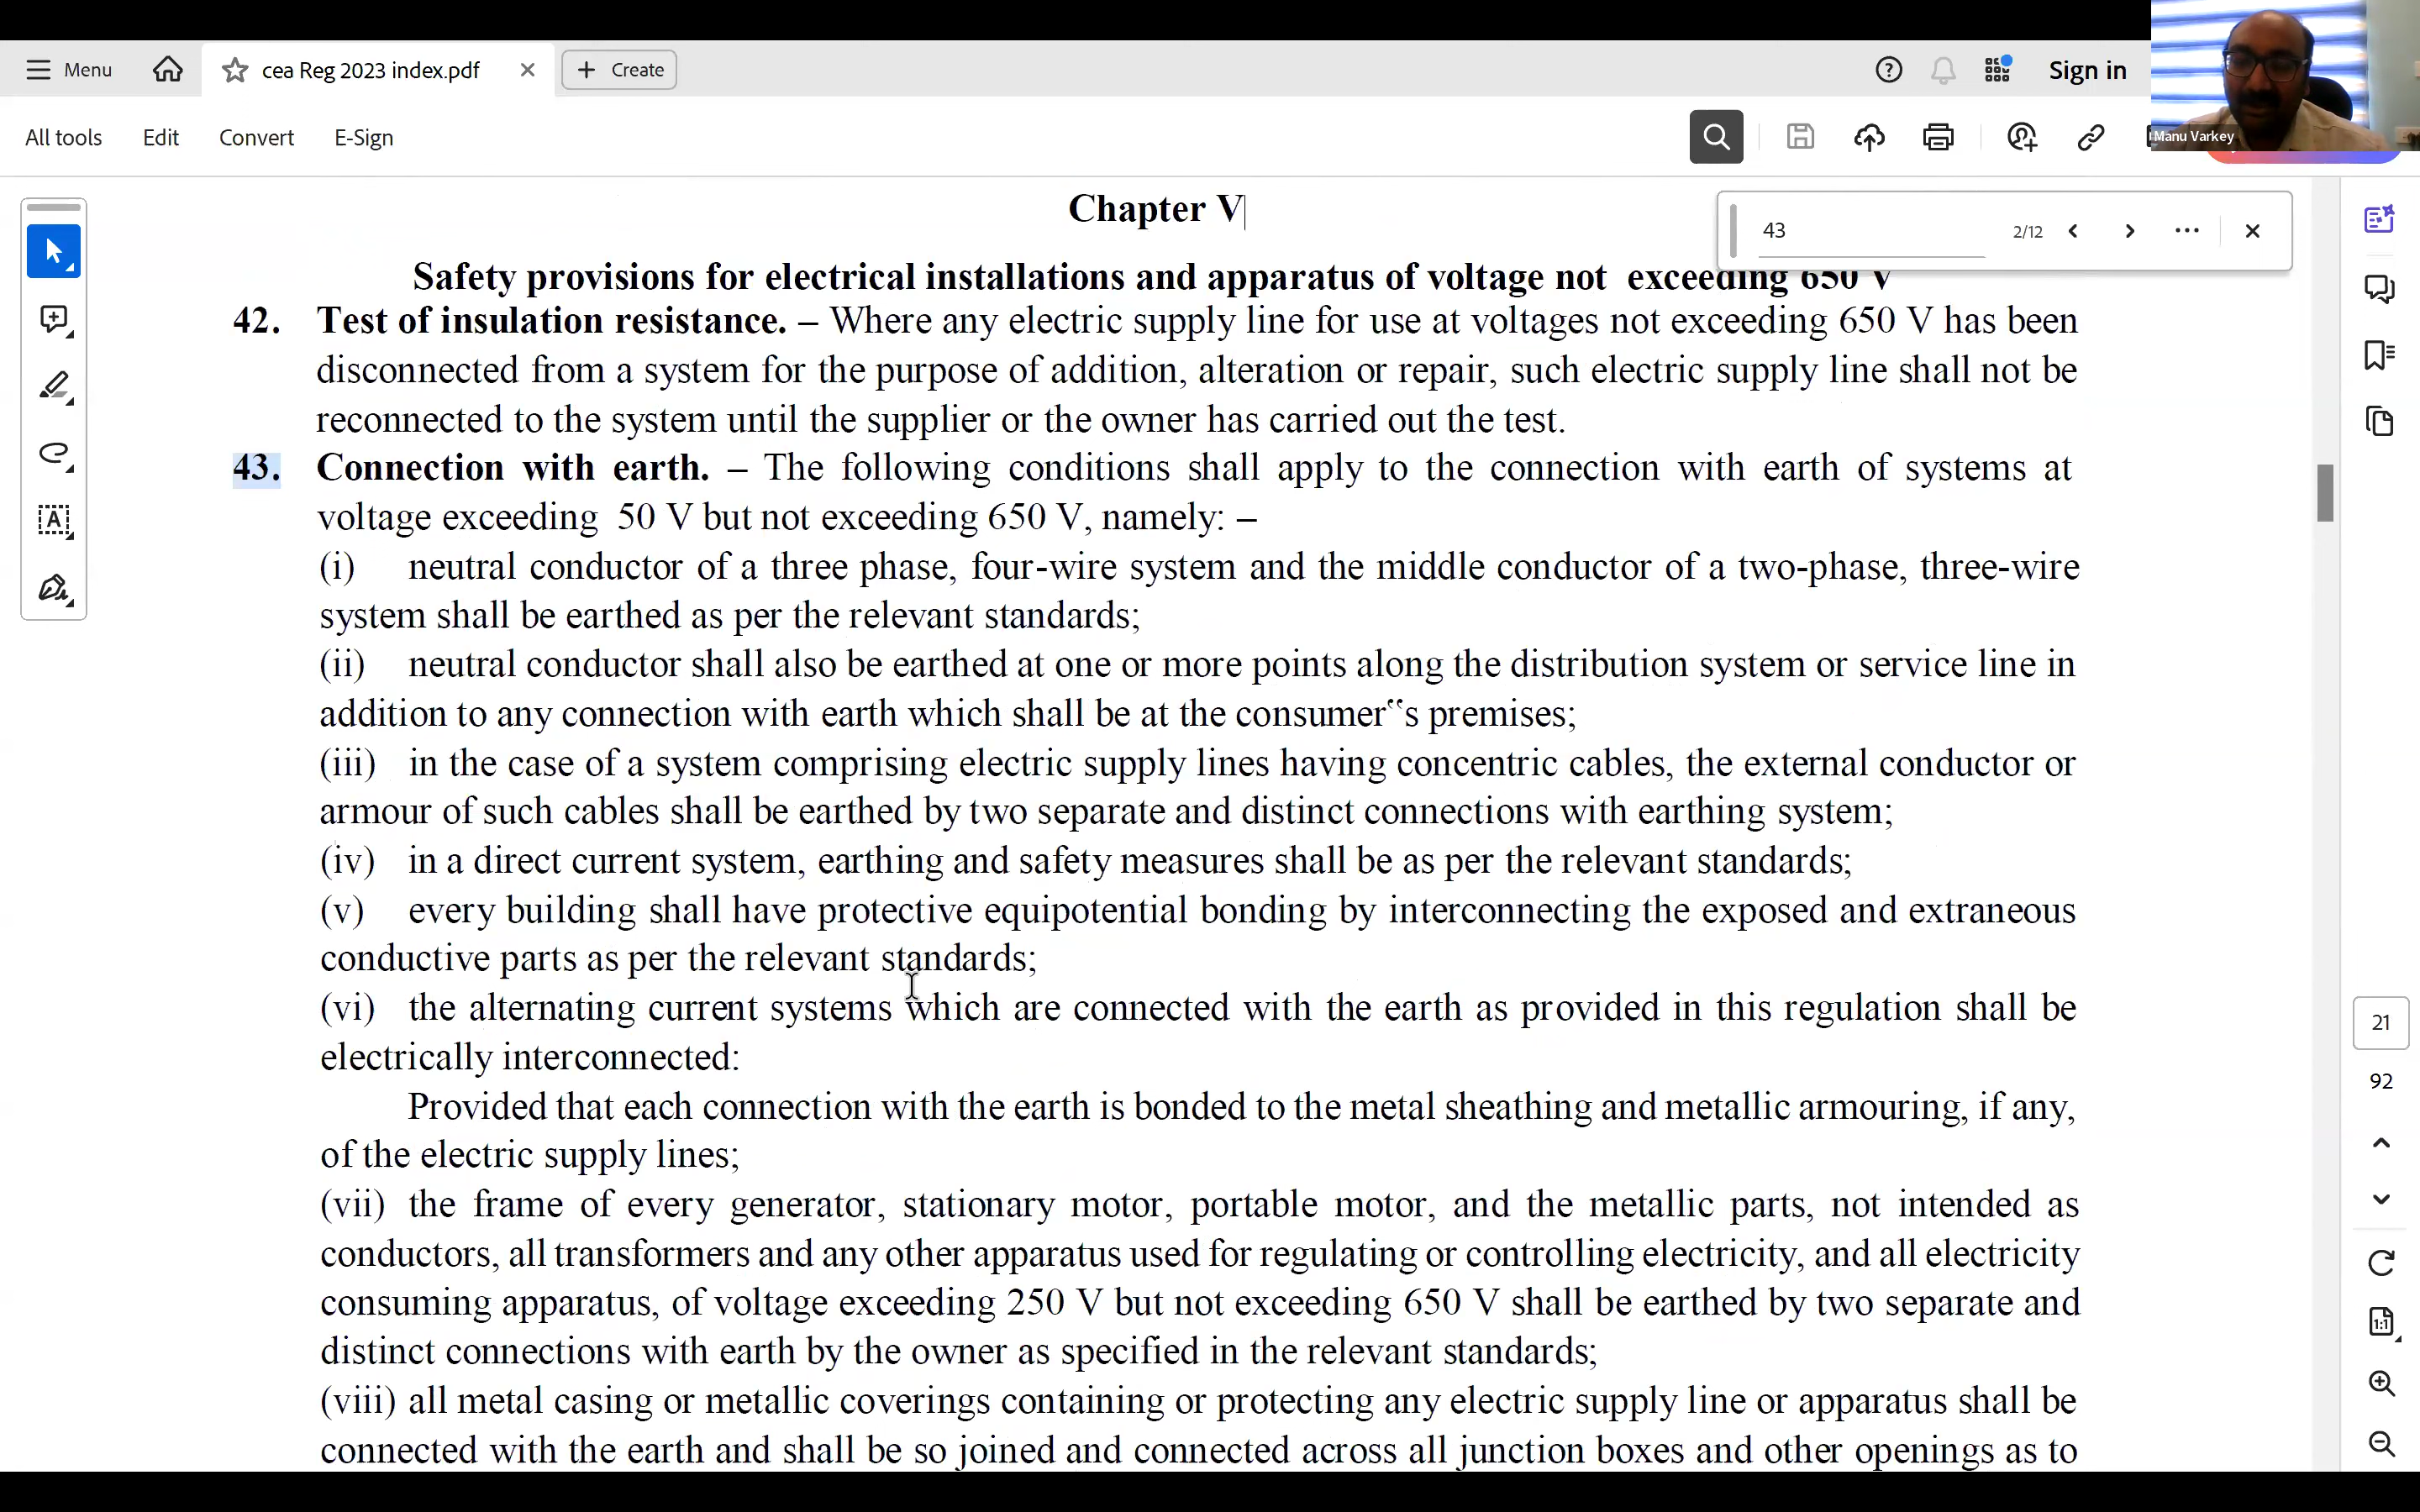 Menu
cea Reg 2023 index.pdf
Create
Sign in
All tools
Edit
Convert
E-Sign
Manu Varkey
43
2/12
Chapter V
Safety provisions for electrical installations and apparatus of voltage not exceeding 650 V
42. Test of insulation resistance. – Where any electric supply line for use at voltages not exceeding 650 V has been
disconnected from a system for the purpose of addition, alteration or repair, such electric supply line shall not be
reconnected to the system until the supplier or the owner has carried out the test.
43. Connection with earth. – The following conditions shall apply to the connection with earth of systems at
voltage exceeding 50 V but not exceeding 650 V, namely: –
(i) neutral conductor of a three phase, four-wire system and the middle conductor of a two-phase, three-wire
system shall be earthed as per the relevant standards;
(ii) neutral conductor shall also be earthed at one or more points along the distribution system or service line in
addition to any connection with earth which shall be at the consumer‟s premises;
(iii) in the case of a system comprising electric supply lines having concentric cables, the external conductor or
armour of such cables shall be earthed by two separate and distinct connections with earthing system;
(iv) in a direct current system, earthing and safety measures shall be as per the relevant standards;
(v) every building shall have protective equipotential bonding by interconnecting the exposed and extraneous
conductive parts as per the relevant standards;
(vi) the alternating current systems which are connected with the earth as provided in this regulation shall be
electrically interconnected:
Provided that each connection with the earth is bonded to the metal sheathing and metallic armouring, if any,
of the electric supply lines;
(vii) the frame of every generator, stationary motor, portable motor, and the metallic parts, not intended as
conductors, all transformers and any other apparatus used for regulating or controlling electricity, and all electricity
consuming apparatus, of voltage exceeding 250 V but not exceeding 650 V shall be earthed by two separate and
distinct connections with earth by the owner as specified in the relevant standards;
(viii) all metal casing or metallic coverings containing or protecting any electric supply line or apparatus shall be
connected with the earth and shall be so joined and connected across all junction boxes and other openings as to
21
92
1:1